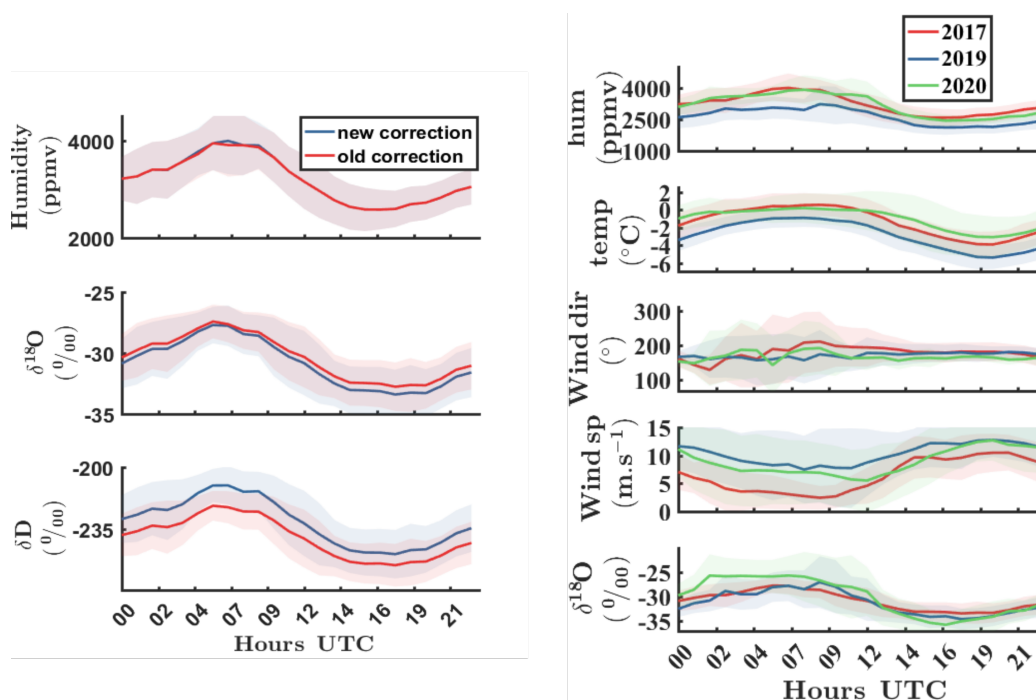 4000
Humidity
(ppmv)
2000
new correction
old correction
-25
δ¹⁸O
(⁰/₀₀)
-30
-35
-200
δD
(⁰/₀₀)
-235
00 02 04 07 09 12 14 16 19 21
Hours UTC
2017
2019
2020
hum
(ppmv)
4000
2500
1000
temp
(°C)
2
0
-2
-4
-6
Wind dir
(°)
300
200
100
Wind sp
(m.s⁻¹)
15
10
5
0
δ¹⁸O
(⁰/₀₀)
-25
-30
-35
00 02 04 07 09 12 14 16 19 21
Hours UTC